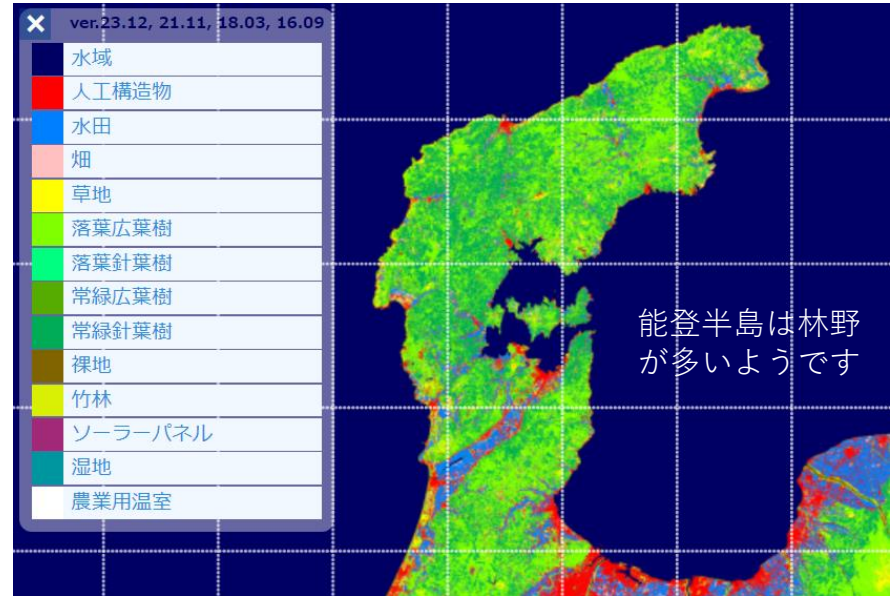 ver.23.12, 21.11, 18.03, 16.09
水域
人工構造物
水田
畑
草地
落葉広葉樹
落葉針葉樹
常緑広葉樹
常緑針葉樹
裸地
竹林
ソーラーパネル
湿地
農業用温室
能登半島は林野
が多いようです